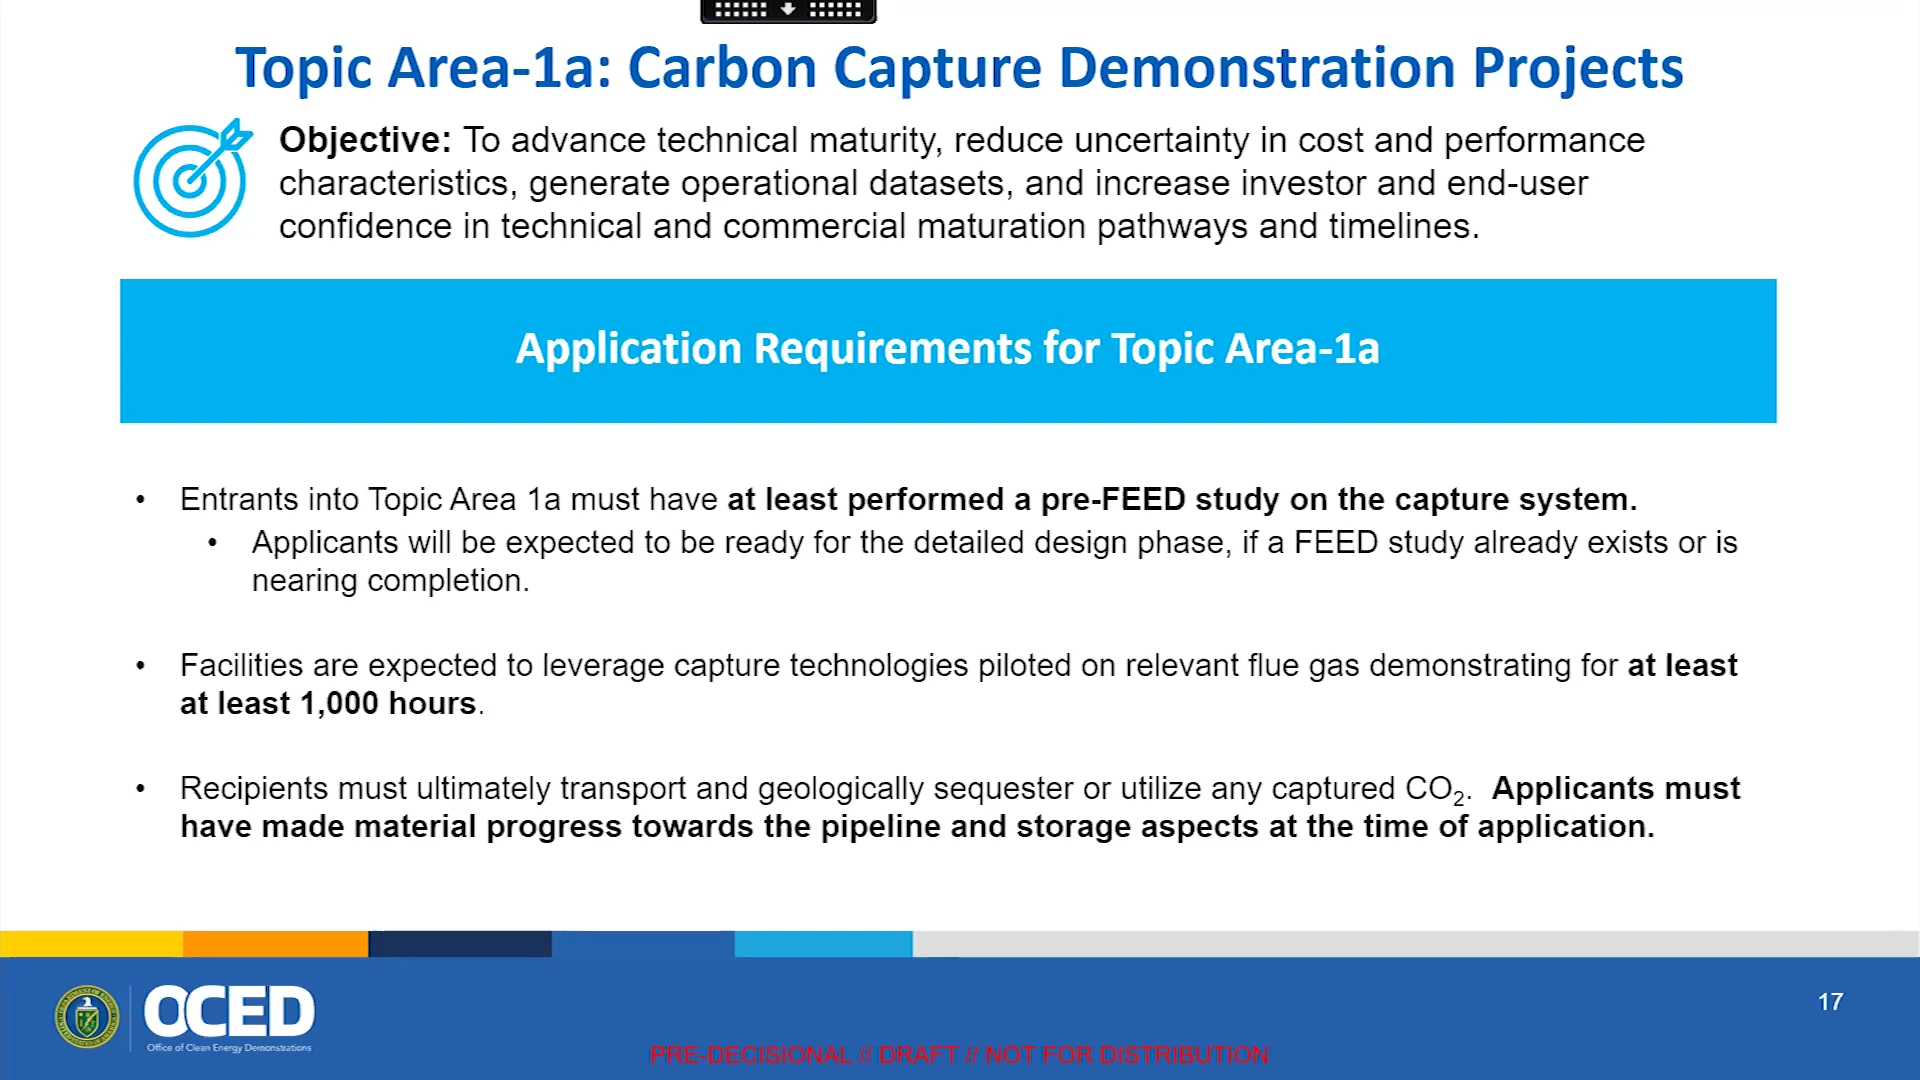 Topic Area-1a: Carbon Capture Demonstration Projects
Objective: To advance technical maturity, reduce uncertainty in cost and performance
characteristics, generate operational datasets, and increase investor and end-user
confidence in technical and commercial maturation pathways and timelines.
Application Requirements for Topic Area-1a
• Entrants into Topic Area 1a must have at least performed a pre-FEED study on the capture system.
• Applicants will be expected to be ready for the detailed design phase, if a FEED study already exists or is
nearing completion.
• Facilities are expected to leverage capture technologies piloted on relevant flue gas demonstrating for at least
at least 1,000 hours.
• Recipients must ultimately transport and geologically sequester or utilize any captured CO₂. Applicants must
have made material progress towards the pipeline and storage aspects at the time of application.
OCED
Office of Clean Energy Demonstrations
17
PRE-DECISIONAL // DRAFT // NOT FOR DISTRIBUTION